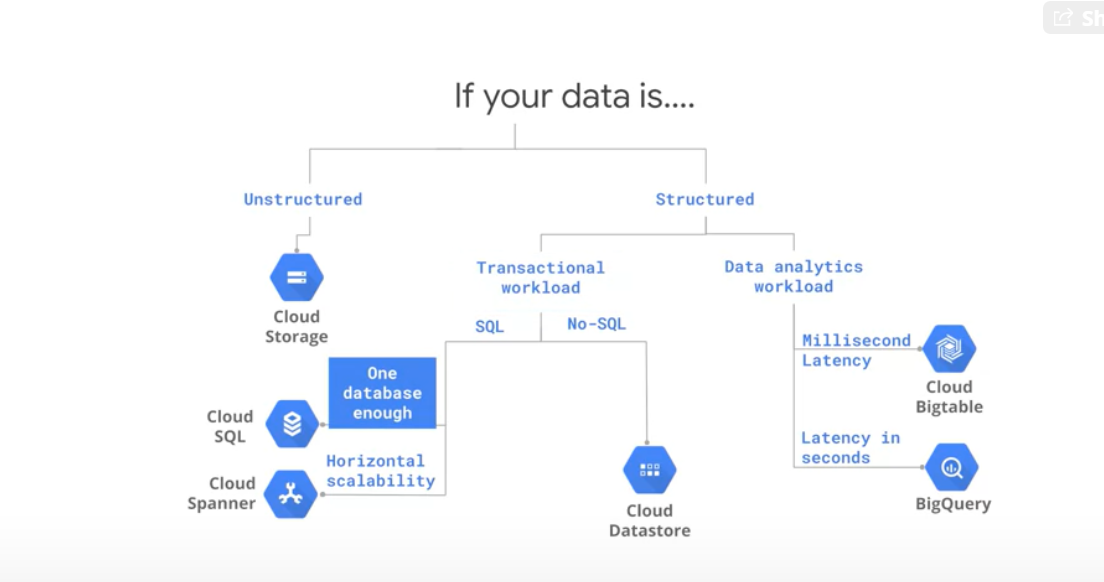 Sh
If your data is....
Unstructured
Structured
Cloud
Storage
Transactional
workload
Data analytics
workload
SQL
No-SQL
One
database
enough
Cloud
SQL
Horizontal
scalability
Cloud
Spanner
Cloud
Datastore
Millisecond
Latency
Cloud
Bigtable
Latency in
seconds
BigQuery